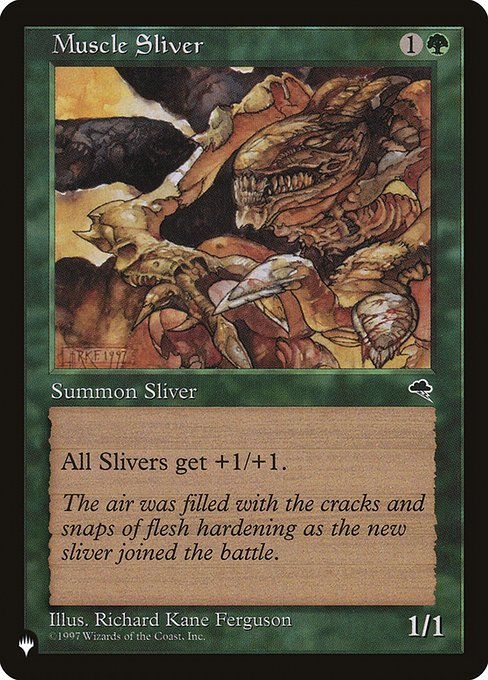 Muscle Sliver 1
LARKE 1997
Summon Sliver
All Slivers get +1/+1.
The air was filled with the cracks and
snaps of flesh hardening as the new
sliver joined the battle.
Illus. Richard Kane Ferguson
1/1
©1997 Wizards of the Coast, Inc.